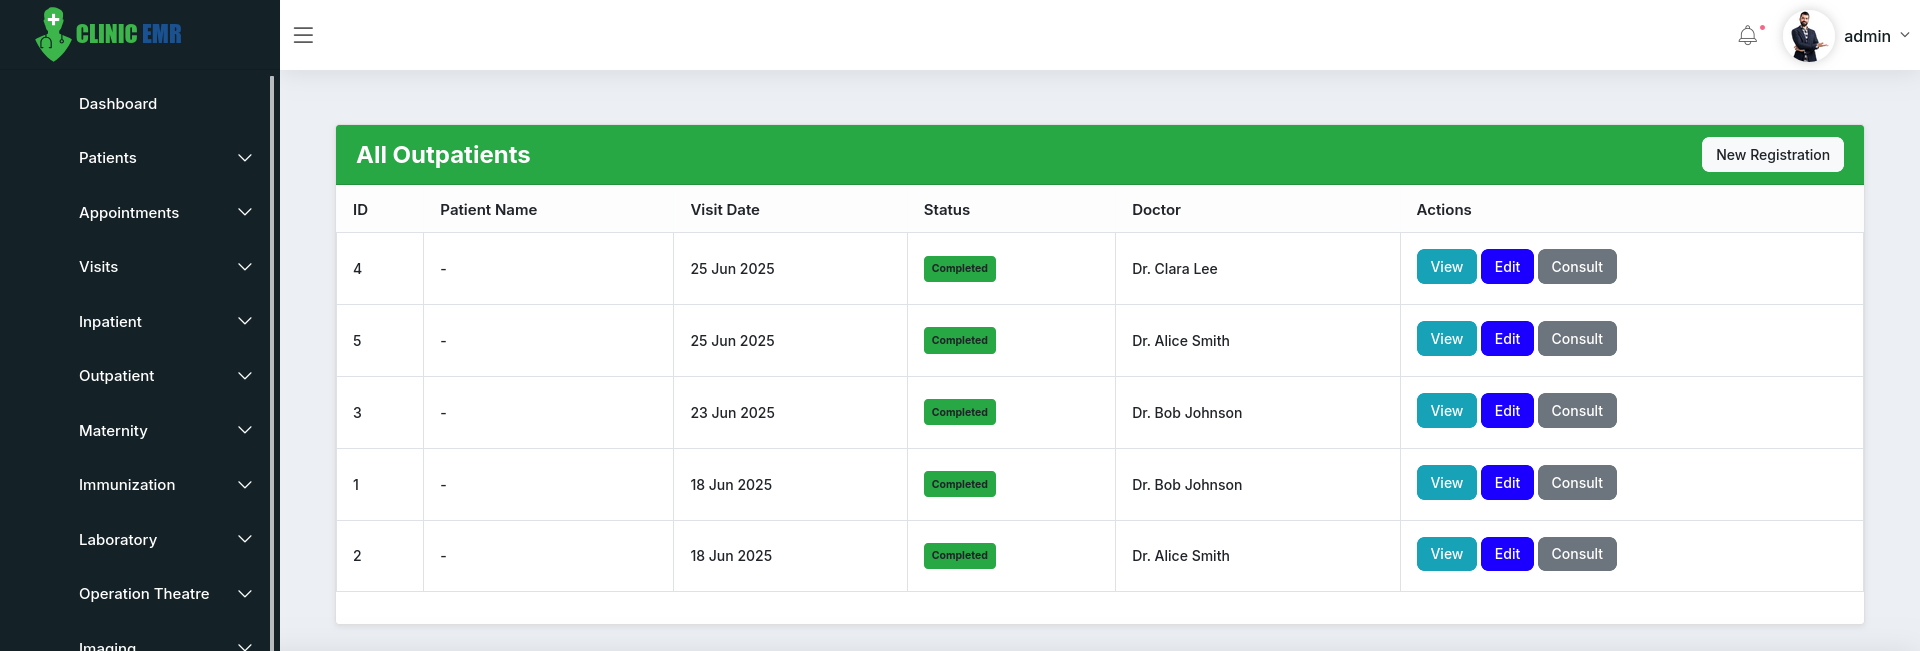 CLINIC EMR
admin
Dashboard
Patients
Appointments
Visits
Inpatient
Outpatient
Maternity
Immunization
Laboratory
Operation Theatre
Imaging
All Outpatients
New Registration
ID Patient Name Visit Date Status Doctor Actions
4 - 25 Jun 2025 Completed Dr. Clara Lee View Edit Consult
5 - 25 Jun 2025 Completed Dr. Alice Smith View Edit Consult
3 - 23 Jun 2025 Completed Dr. Bob Johnson View Edit Consult
1 - 18 Jun 2025 Completed Dr. Bob Johnson View Edit Consult
2 - 18 Jun 2025 Completed Dr. Alice Smith View Edit Consult